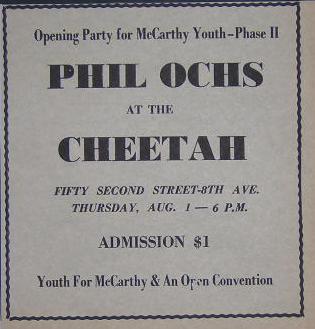 Opening Party for McCarthy Youth–Phase II
PHIL OCHS
AT THE
CHEETAH
FIFTY SECOND STREET-8TH AVE.
THURSDAY, AUG. 1 — 6 P.M.
ADMISSION $1
Youth For McCarthy & An Open Convention